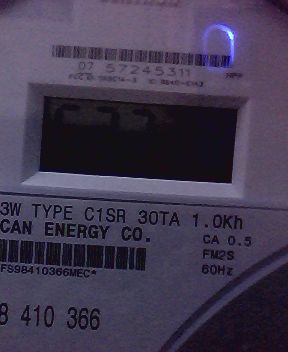 07 57245311
3W TYPE C1SR 30TA 1.0Kh
CAN ENERGY CO.
CA 0.5
FM2S
60Hz
FS98410366MEC*
8 410 366